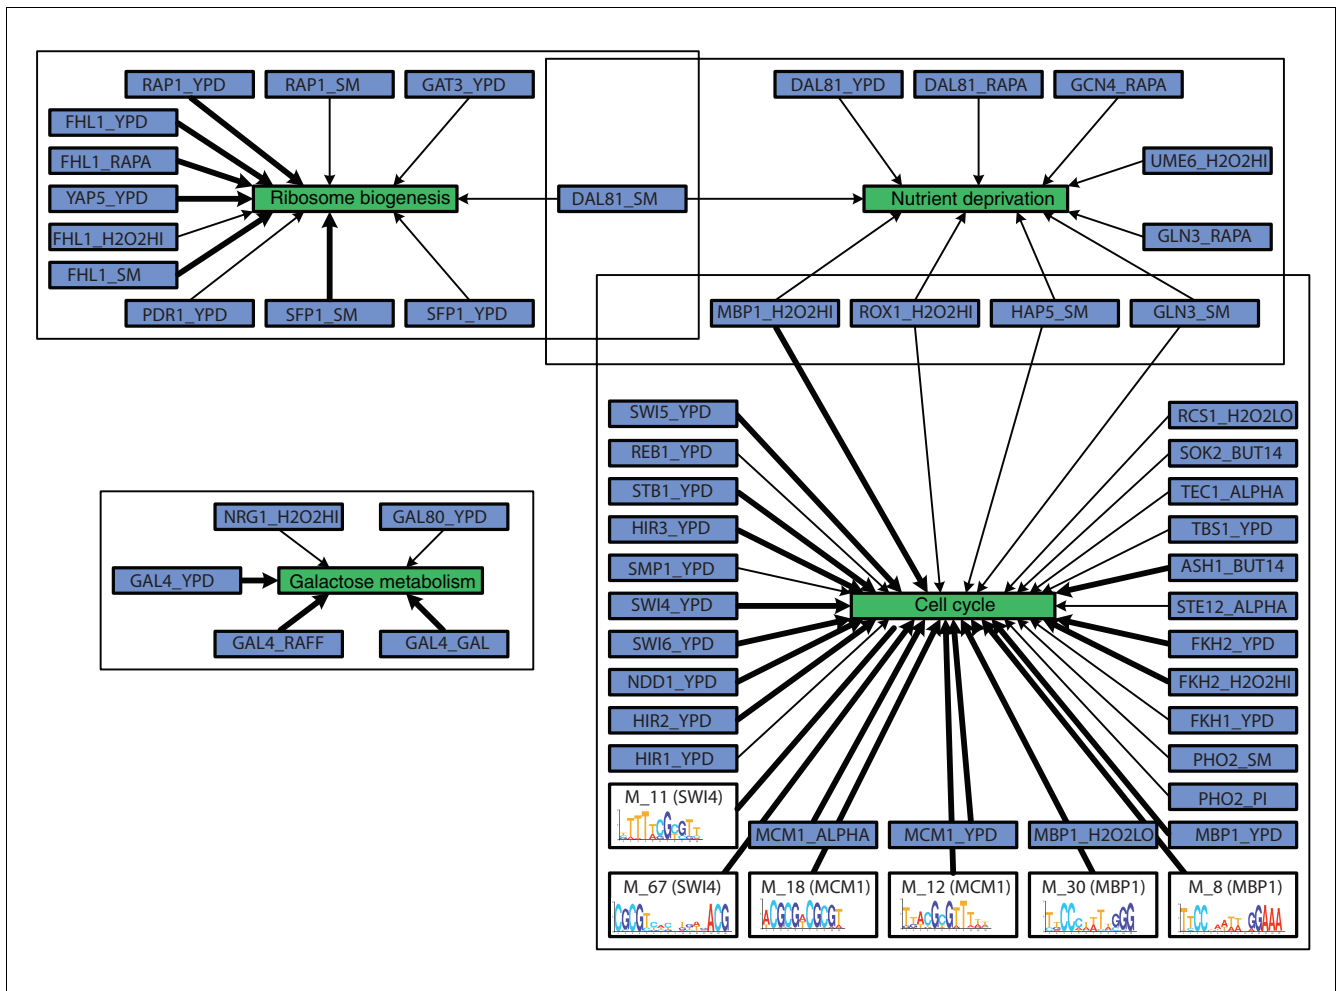 RAP1_YPD
RAP1_SM
GAT3_YPD
DAL81_YPD
DAL81_RAPA
GCN4_RAPA
FHL1_YPD
FHL1_RAPA
UME6_H2O2HI
YAP5_YPD
Ribosome biogenesis
DAL81_SM
Nutrient deprivation
FHL1_H2O2HI
GLN3_RAPA
FHL1_SM
PDR1_YPD
SFP1_SM
SFP1_YPD
MBP1_H2O2HI
ROX1_H2O2HI
HAP5_SM
GLN3_SM
SWI5_YPD
RCS1_H2O2LO
REB1_YPD
SOK2_BUT14
STB1_YPD
TEC1_ALPHA
NRG1_H2O2HI
GAL80_YPD
HIR3_YPD
TBS1_YPD
GAL4_YPD
Galactose metabolism
SMP1_YPD
ASH1_BUT14
SWI4_YPD
Cell cycle
STE12_ALPHA
GAL4_RAFF
GAL4_GAL
SWI6_YPD
FKH2_YPD
NDD1_YPD
FKH2_H2O2HI
HIR2_YPD
FKH1_YPD
HIR1_YPD
PHO2_SM
M_11 (SWI4)
PHO2_PI
MCM1_ALPHA
MCM1_YPD
MBP1_H2O2LO
MBP1_YPD
M_67 (SWI4)
M_18 (MCM1)
M_12 (MCM1)
M_30 (MBP1)
M_8 (MBP1)